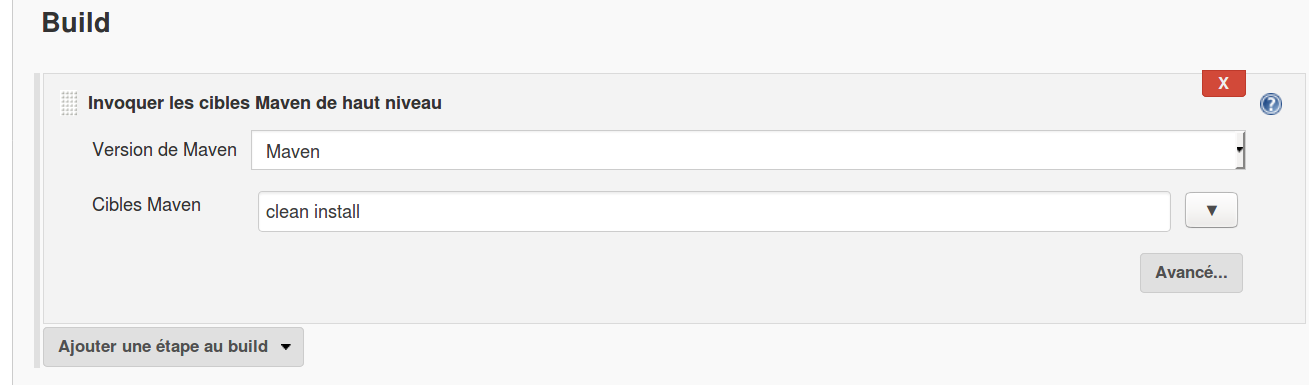 Build
X
Invoquer les cibles Maven de haut niveau
?
Version de Maven Maven
Cibles Maven clean install
Avancé...
Ajouter une étape au build